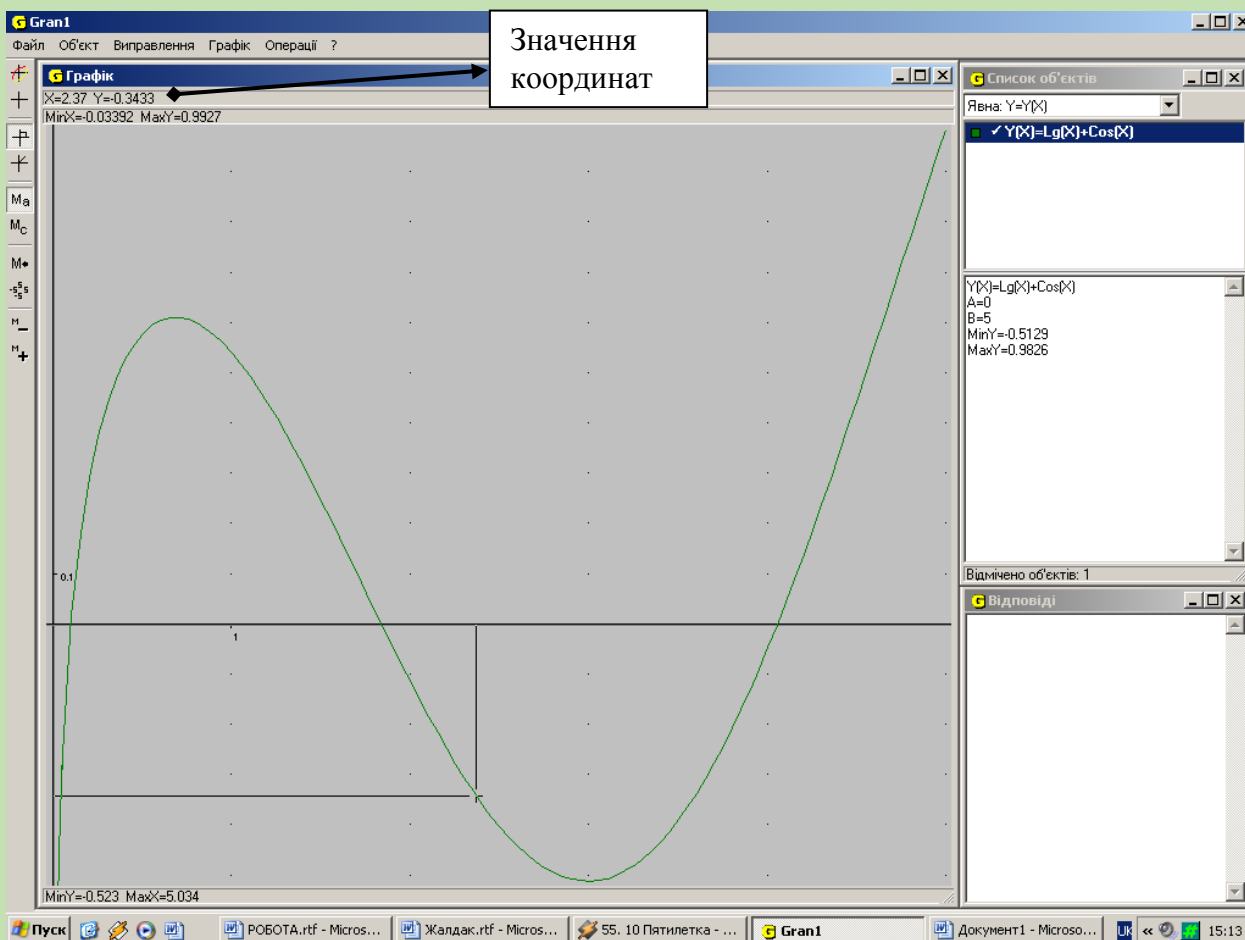 Gran1
Файл Об'єкт Виправлення Графік Операції ?
Значення
координат
Графік
X=2.37 Y=-0.3433
MinX=-0.03392 MaxY=0.9927
0.1
1
MinY=-0.523 MaxX=5.034
Ma
Mc
M
s s s s
M
M
Список об'єктів
Явна: Y=Y(X)
Y(X)=Lg(X)+Cos(X)
Y(X)=Lg(X)+Cos(X)
A=0
B=5
MinY=-0.5129
MaxY=0.9826
Відмічено об'єктів: 1
Відповіді
Пуск
РОБОТА.rtf - Micros...
Жалдак.rtf - Micros...
55. 10 Пятилетка - ...
Gran1
Документ1 - Microso...
UK
«
15:13